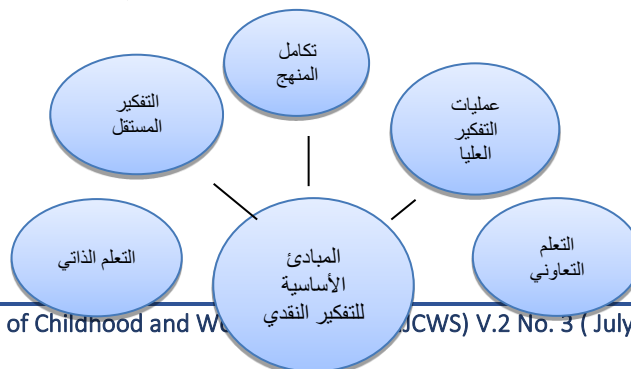 تكامل
المنهج
التفكير
المستقل
عمليات
التفكير
العليا
التعلم الذاتي
المبادئ
الأساسية
للتفكير النقدي
التعلم
التعاوني
of Childhood and JCWS) V.2 No. 3 ( July